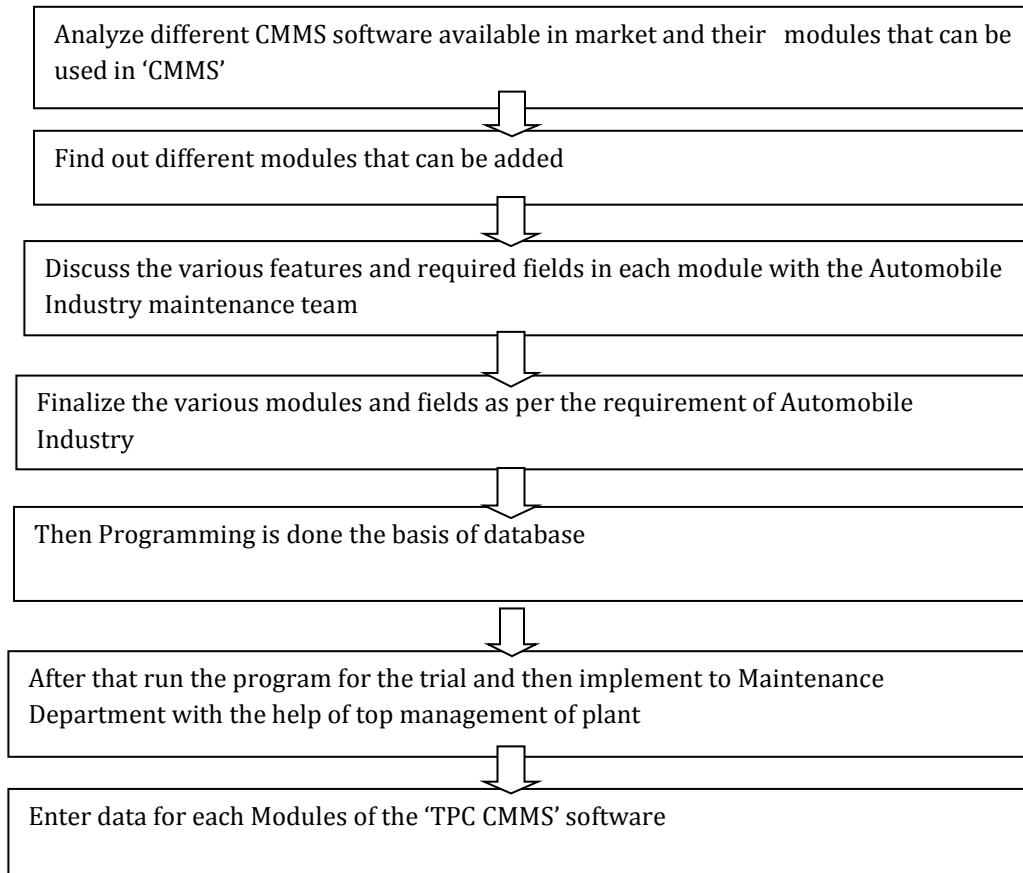 Analyze different CMMS software available in market and their modules that can be
used in ‘CMMS’
Find out different modules that can be added
Discuss the various features and required fields in each module with the Automobile
Industry maintenance team
Finalize the various modules and fields as per the requirement of Automobile
Industry
Then Programming is done the basis of database
After that run the program for the trial and then implement to Maintenance
Department with the help of top management of plant
Enter data for each Modules of the ‘TPC CMMS’ software